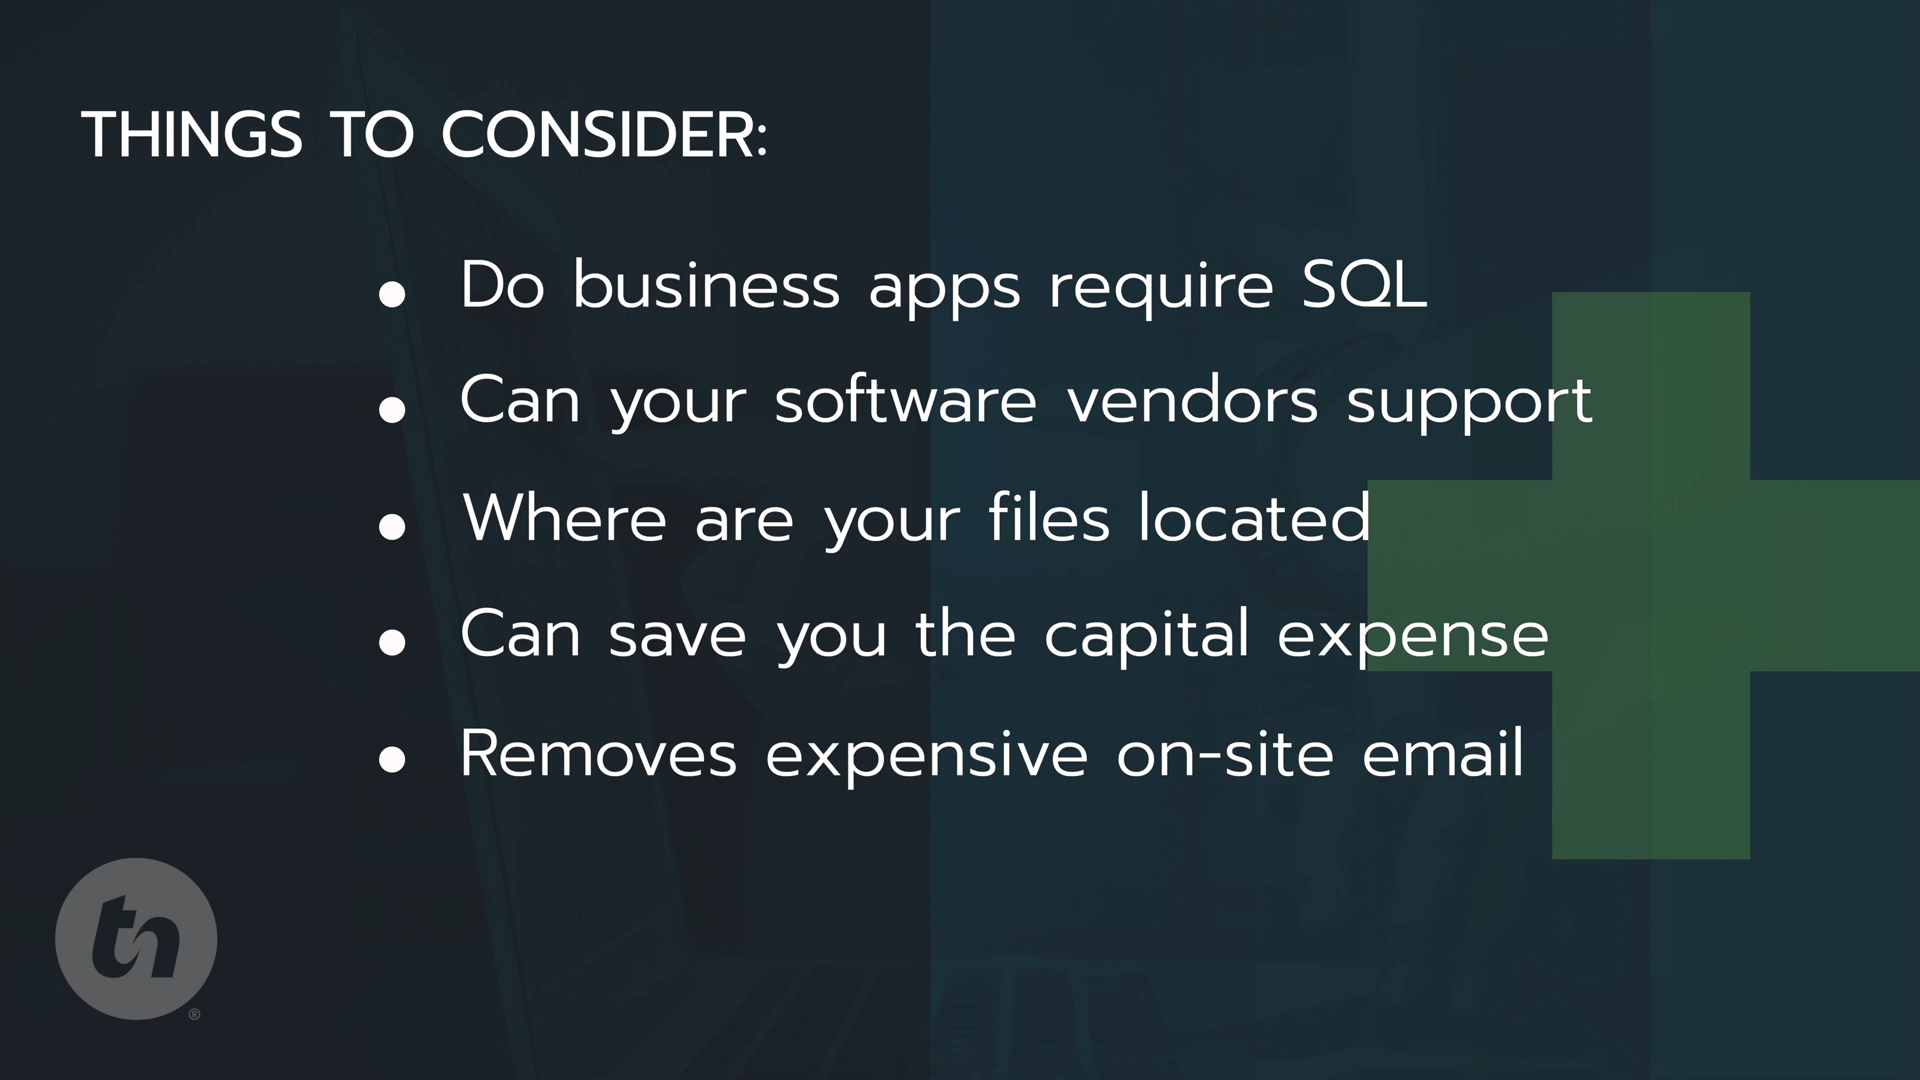 THINGS TO CONSIDER:
Do business apps require SQL
Can your software vendors support
Where are your files located
Can save you the capital expense
Removes expensive on-site email
tn
®